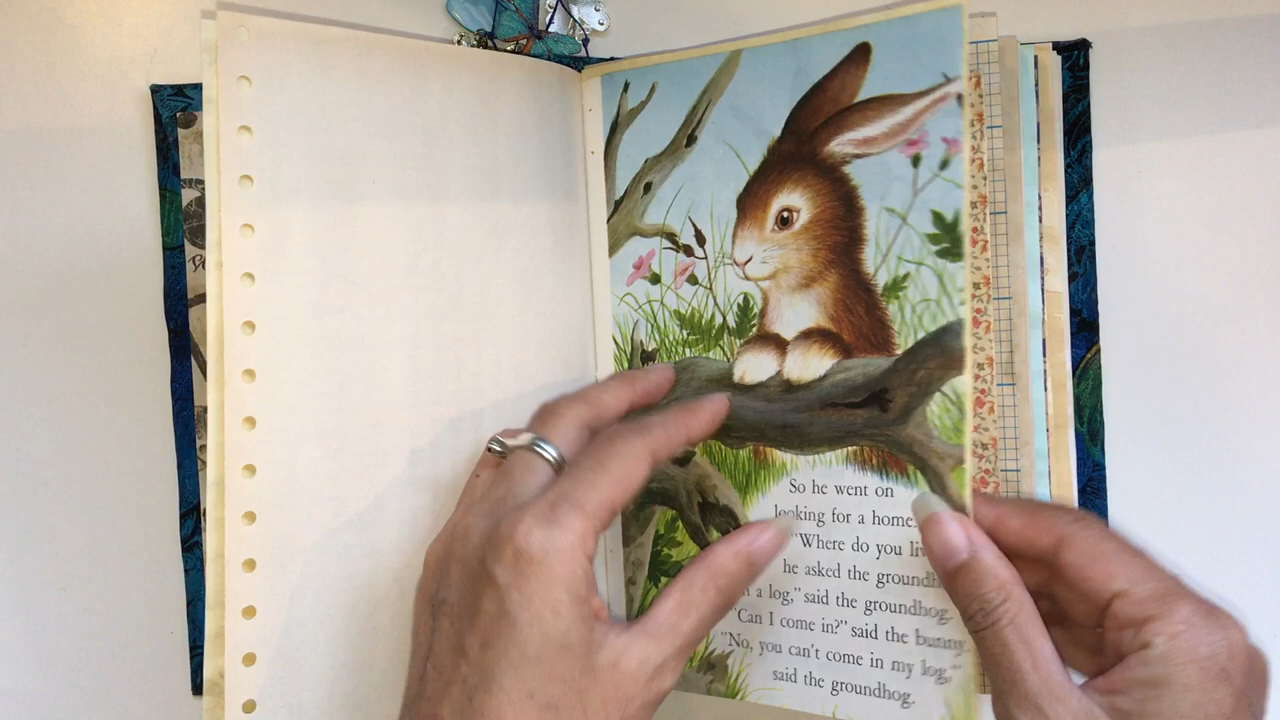 So he went on
looking for a home.
"Where do you
he asked the
a log," said the groundhog.
"Can I come in?" said the bunny.
"No, you can't come in my log,"
said the groundhog.